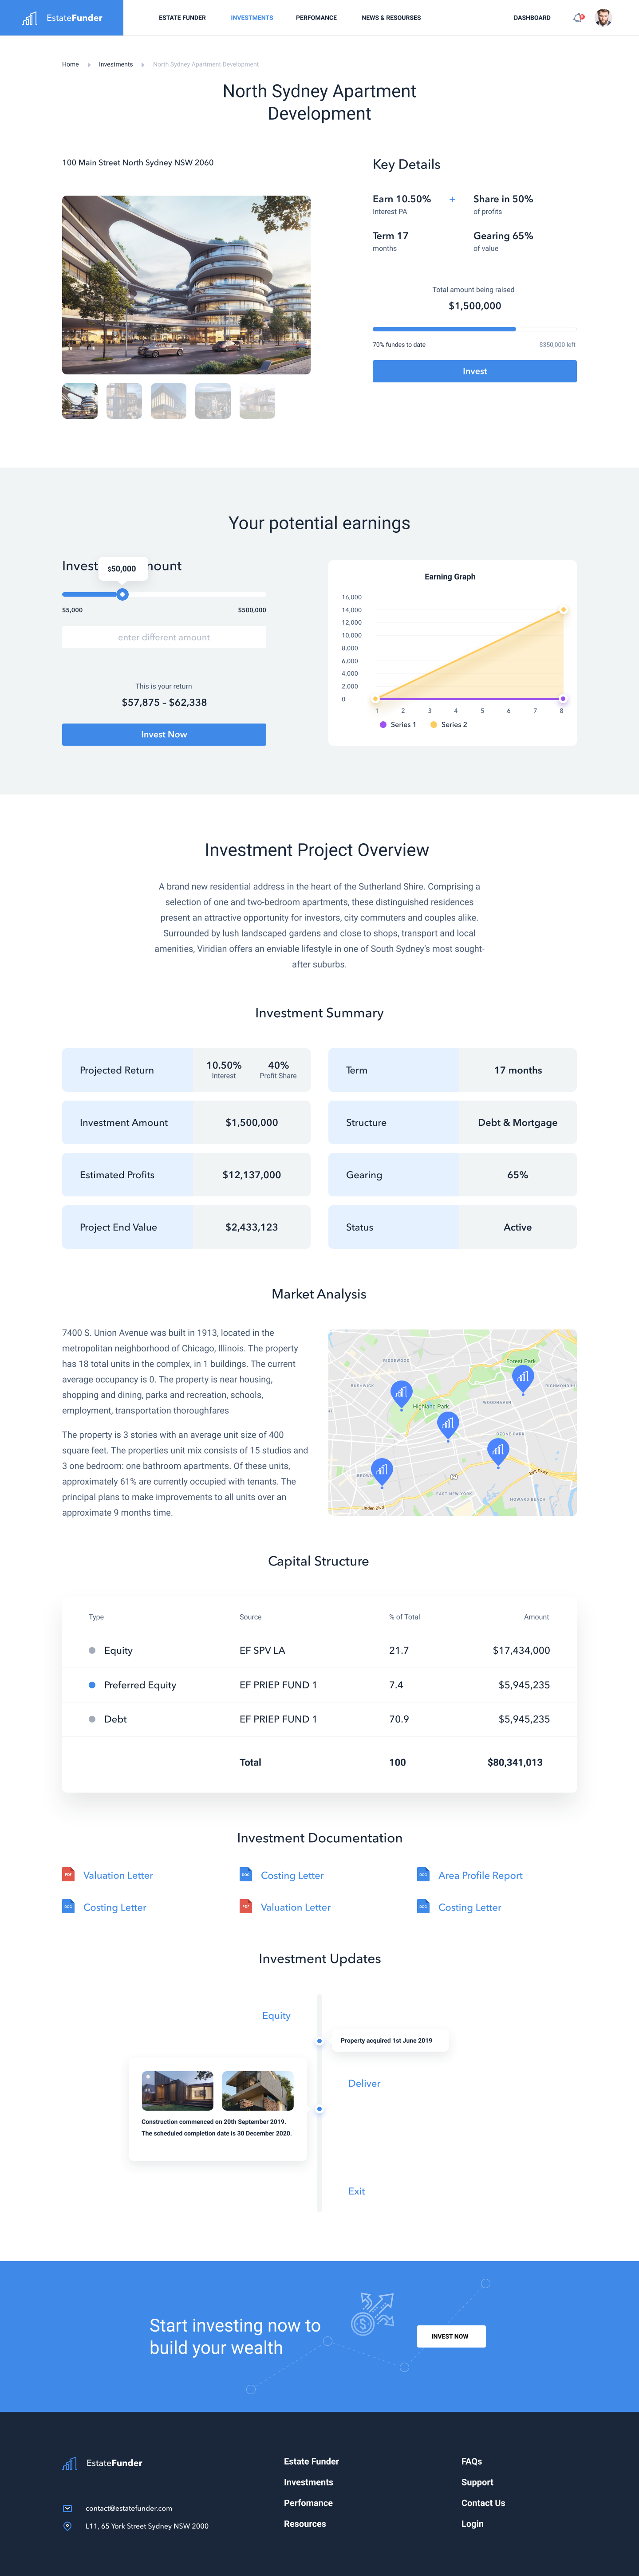 EstateFunder
ESTATE FUNDER
INVESTMENTS
PERFOMANCE
NEWS & RESOURSES
DASHBOARD
Home
Investments
North Sydney Apartment Development
North Sydney Apartment
Development
100 Main Street North Sydney NSW 2060
Key Details
Earn 10.50%
Interest PA
+
Share in 50%
of profits
Term 17
months
Gearing 65%
of value
Total amount being raised
$1,500,000
70% fundes to date
$350,000 left
Invest
Your potential earnings
Invest
ount
$50,000
$5,000
$500,000
enter different amount
This is your return
$57,875 – $62,338
Invest Now
Earning Graph
16,000
14,000
12,000
10,000
8,000
6,000
4,000
2,000
0
1 2 3 4 5 6 7 8
Series 1
Series 2
Investment Project Overview
A brand new residential address in the heart of the Sutherland Shire. Comprising a
selection of one and two-bedroom apartments, these distinguished residences
present an attractive opportunity for investors, city commuters and couples alike.
Surrounded by lush landscaped gardens and close to shops, transport and local
amenities, Viridian offers an enviable lifestyle in one of South Sydney's most sought-
after suburbs.
Investment Summary
Projected Return
10.50%
Interest
40%
Profit Share
Term
17 months
Investment Amount
$1,500,000
Structure
Debt & Mortgage
Estimated Profits
$12,137,000
Gearing
65%
Project End Value
$2,433,123
Status
Active
Market Analysis
7400 S. Union Avenue was built in 1913, located in the
metropolitan neighborhood of Chicago, Illinois. The property
has 18 total units in the complex, in 1 buildings. The current
average occupancy is 0. The property is near housing,
shopping and dining, parks and recreation, schools,
employment, transportation thoroughfares
The property is 3 stories with an average unit size of 400
square feet. The properties unit mix consists of 15 studios and
3 one bedroom: one bathroom apartments. Of these units,
approximately 61% are currently occupied with tenants. The
principal plans to make improvements to all units over an
approximate 9 months time.
RIDGEWOOD
Forest Park
BUSHWICK
RICHMOND
WOODHAVEN
Highland Park
OZONE PARK
Belt Pkwy
EAST NEW YORK
HOWARD BEACH
Linden Blvd
Capital Structure
Type
Source
% of Total
Amount
Equity
EF SPV LA
21.7
$17,434,000
Preferred Equity
EF PRIEP FUND 1
7.4
$5,945,235
Debt
EF PRIEP FUND 1
70.9
$5,945,235
Total
100
$80,341,013
Investment Documentation
PDF
Valuation Letter
DOC
Costing Letter
DOC
Area Profile Report
DOC
Costing Letter
PDF
Valuation Letter
DOC
Costing Letter
Investment Updates
Equity
Property acquired 1st June 2019
Deliver
Construction commenced on 20th September 2019.
The scheduled completion date is 30 December 2020.
Exit
Start investing now to
build your wealth
$
INVEST NOW
EstateFunder
contact@estatefunder.com
L11, 65 York Street Sydney NSW 2000
Estate Funder
Investments
Perfomance
Resources
FAQs
Support
Contact Us
Login